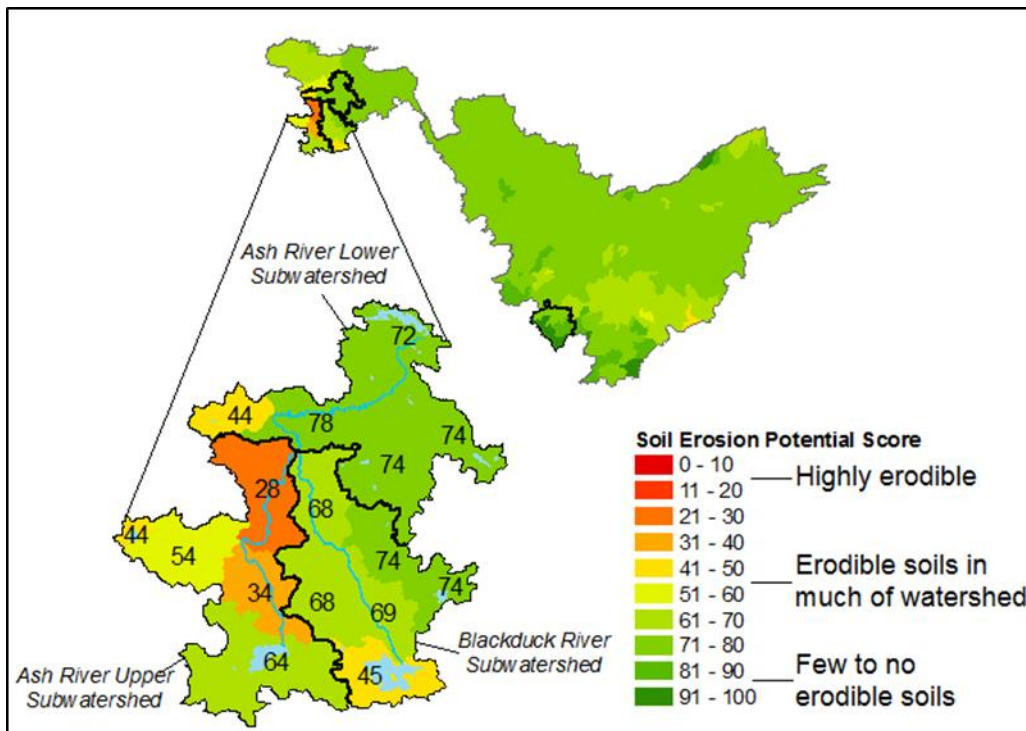 Ash River Lower
Subwatershed
72
44
78
74
74
28
68
44
54
74
34
74
68
69
64
45
Blackduck River
Subwatershed
Ash River Upper
Subwatershed
Soil Erosion Potential Score
0 - 10
11 - 20
21 - 30
31 - 40
41 - 50
51 - 60
61 - 70
71 - 80
81 - 90
91 - 100
Highly erodible
Erodible soils in
much of watershed
Few to no
erodible soils